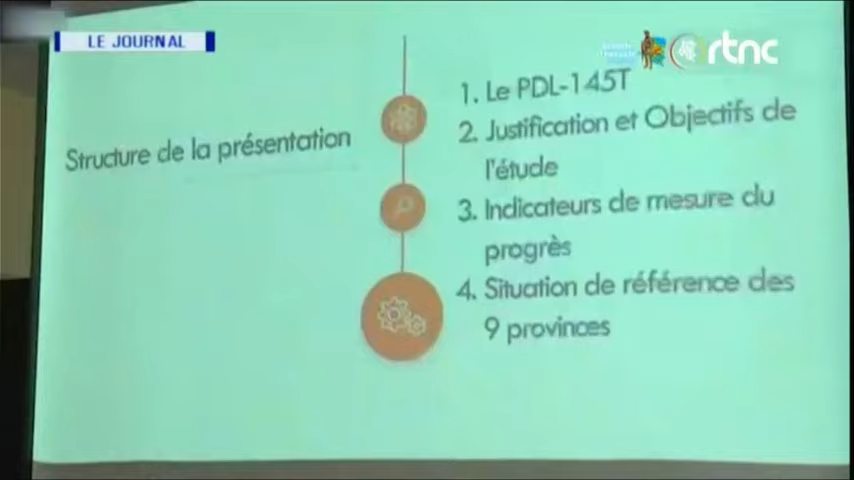 LE JOURNAL
rtnc
Structure de la présentation
1. Le PDL-145T
2. Justification et Objectifs de
l'étude
3. Indicateurs de mesure du
progrès
4. Situation de référence des
9 provinces